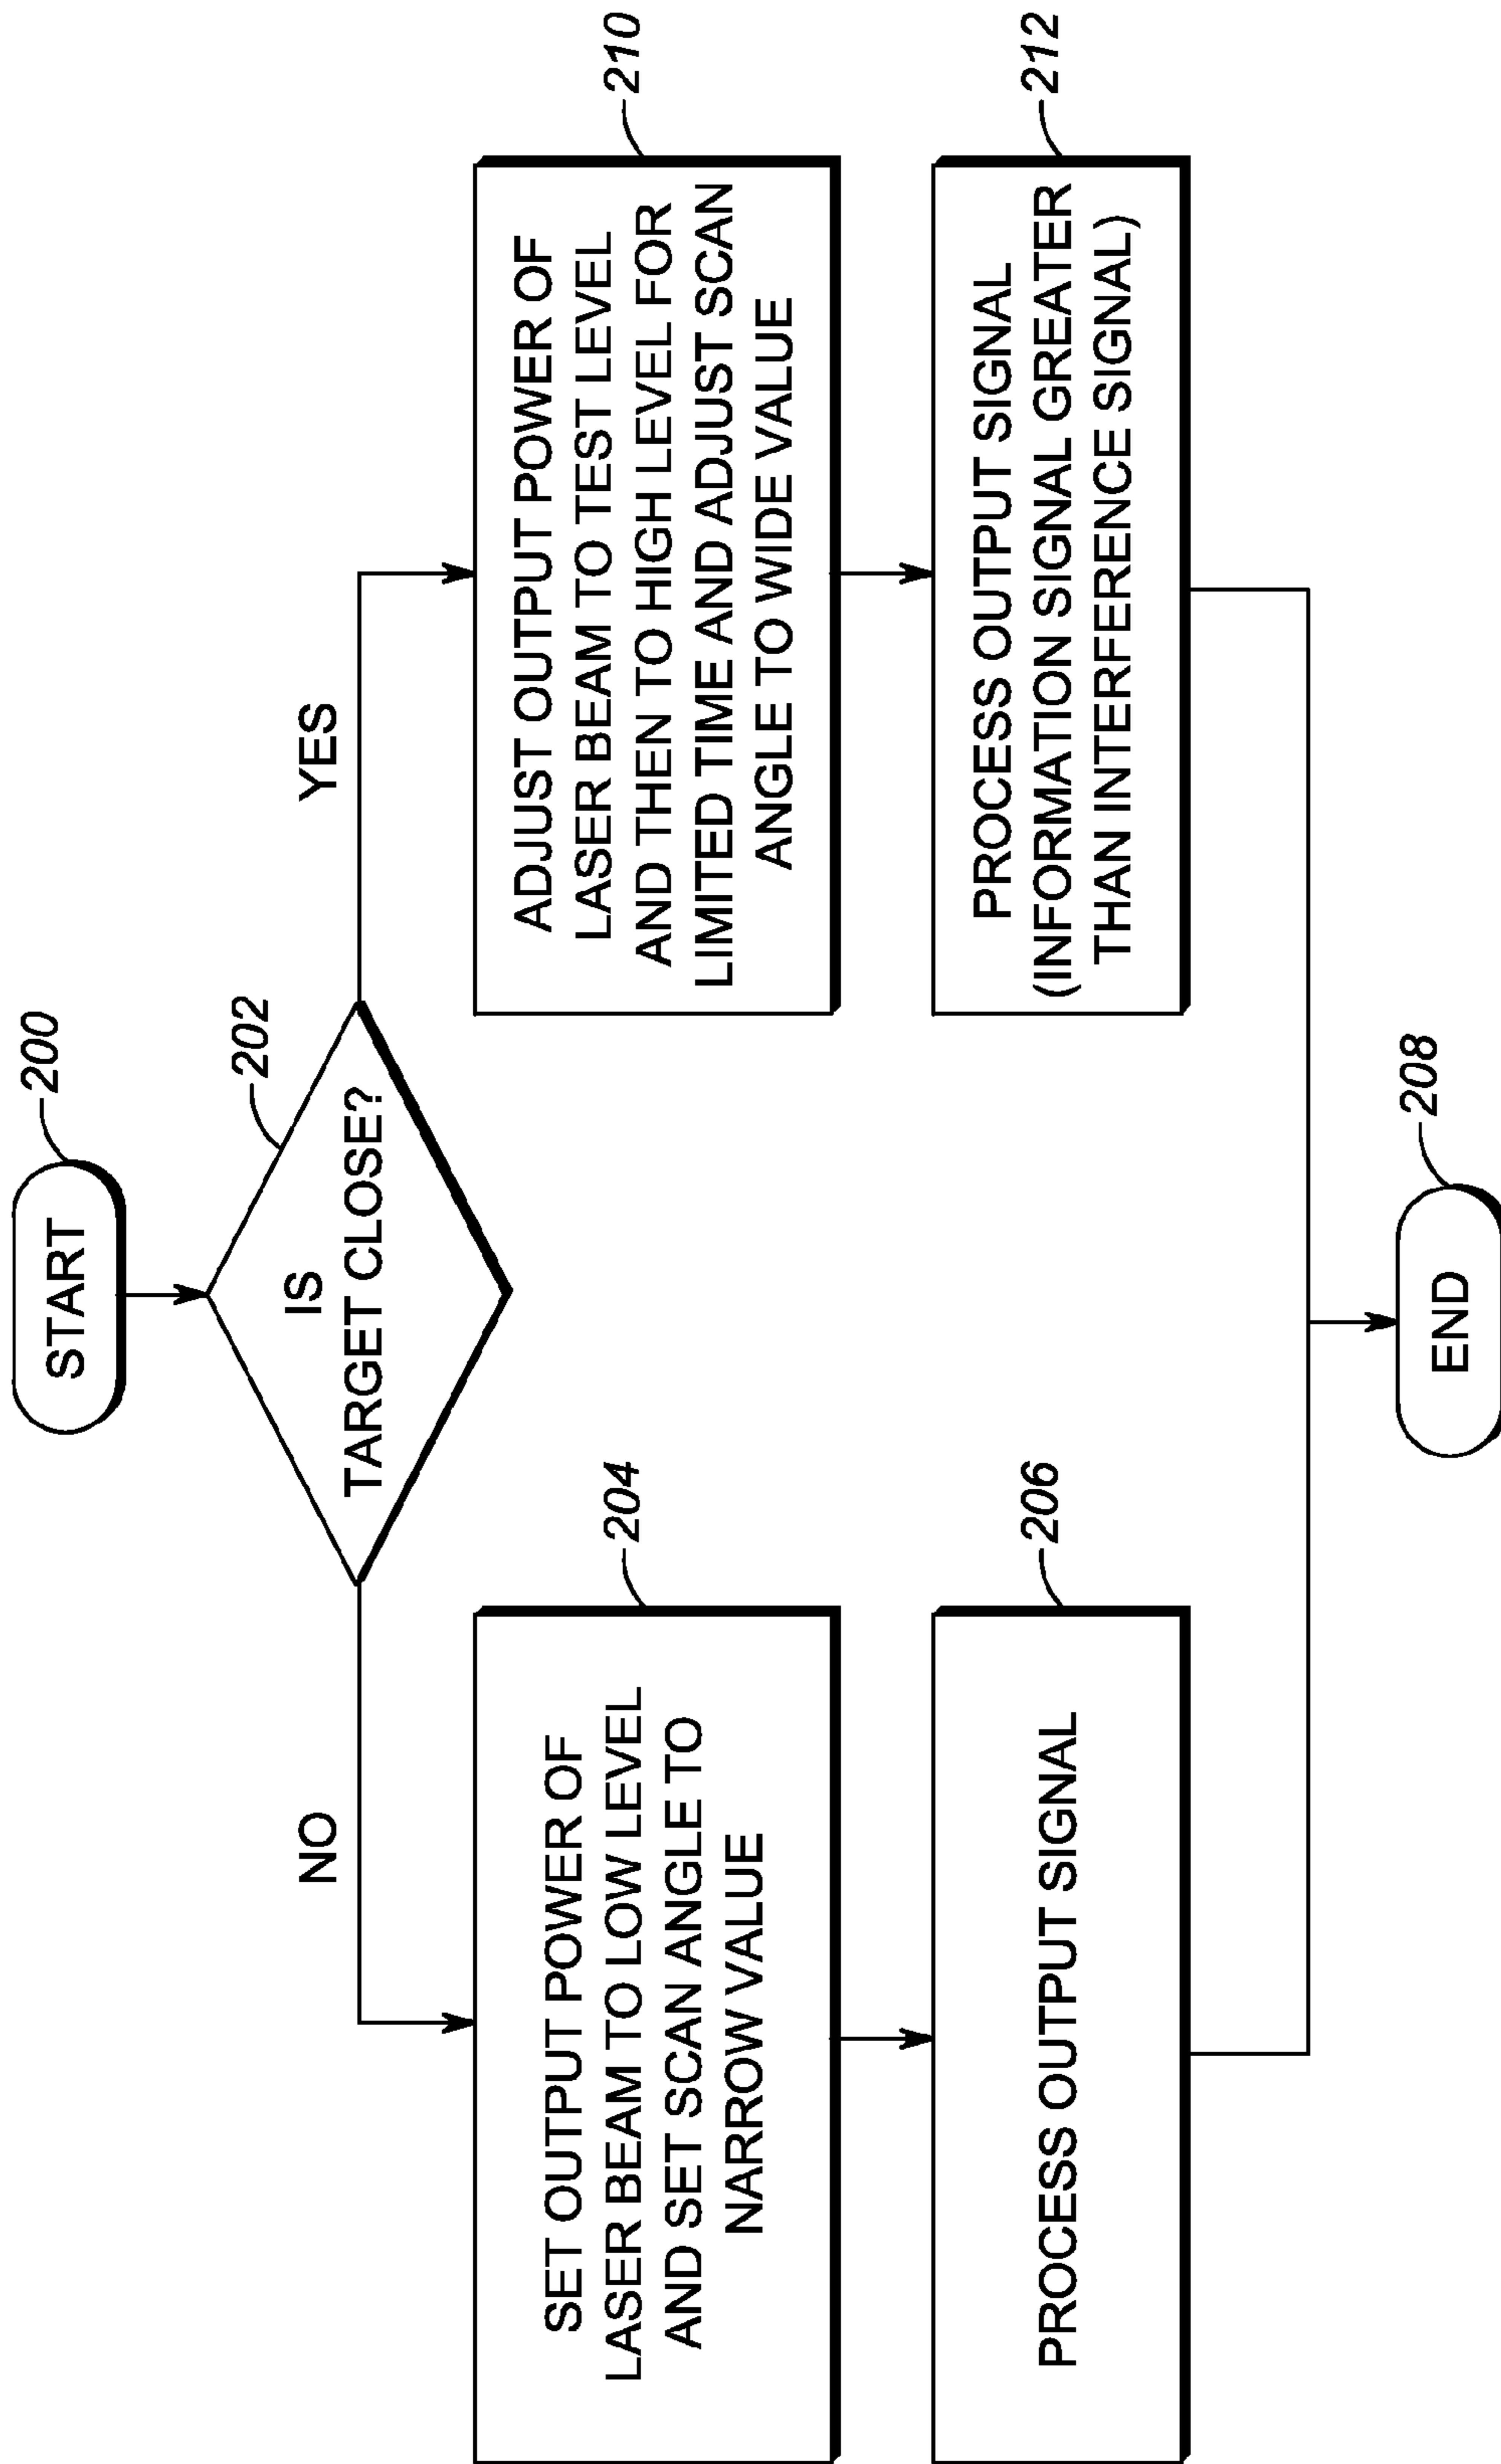 START
200
IS
TARGET CLOSE?
202
NO
YES
SET OUTPUT POWER OF
LASER BEAM TO LOW LEVEL
AND SET SCAN ANGLE TO
NARROW VALUE
204
ADJUST OUTPUT POWER OF
LASER BEAM TO TEST LEVEL
AND THEN TO HIGH LEVEL FOR
LIMITED TIME AND ADJUST SCAN
ANGLE TO WIDE VALUE
210
PROCESS OUTPUT SIGNAL
206
PROCESS OUTPUT SIGNAL
(INFORMATION SIGNAL GREATER
THAN INTERFERENCE SIGNAL)
212
END
208